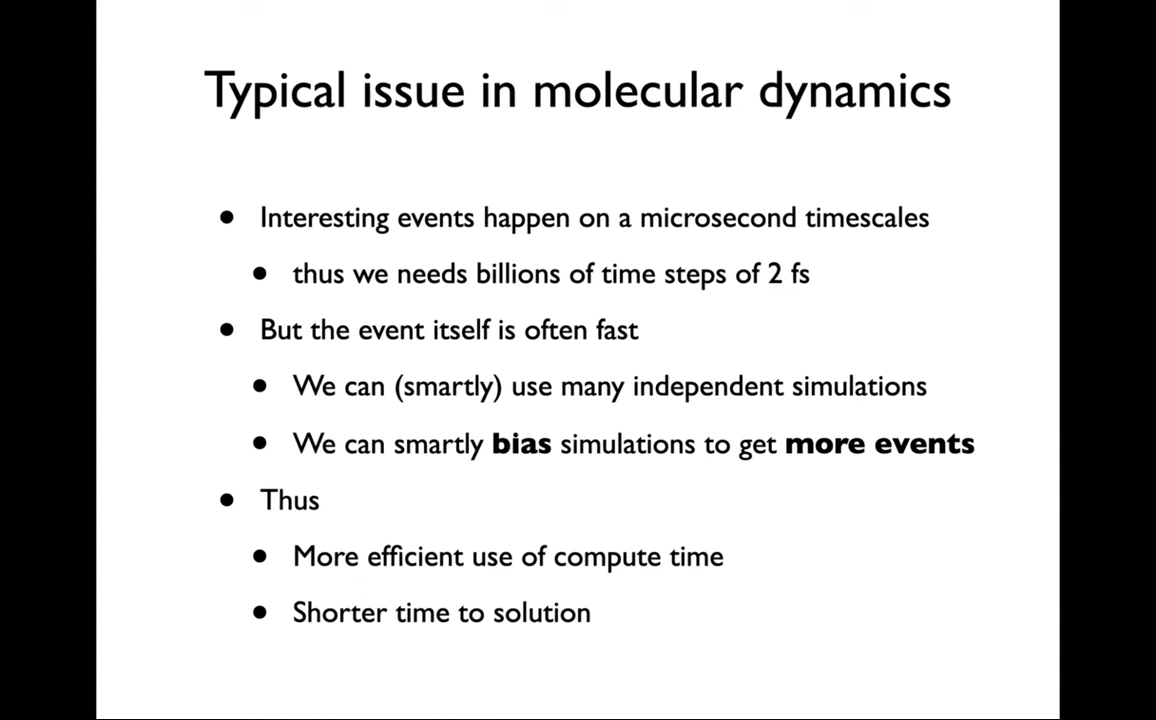 Typical issue in molecular dynamics
• Interesting events happen on a microsecond timescales
• thus we needs billions of time steps of 2 fs
• But the event itself is often fast
• We can (smartly) use many independent simulations
• We can smartly bias simulations to get more events
• Thus
• More efficient use of compute time
• Shorter time to solution